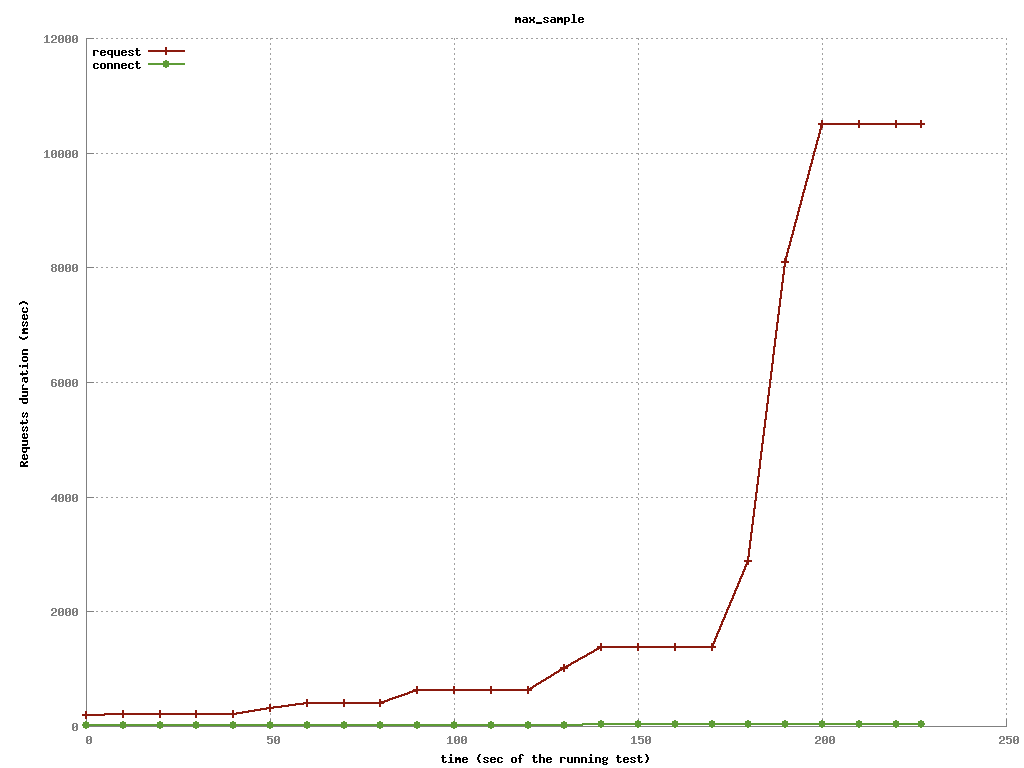 max_sample
12000
request
connect
10000
8000
Requests duration (msec)
6000
4000
2000
0
0 50 100 150 200 250
time (sec of the running test)